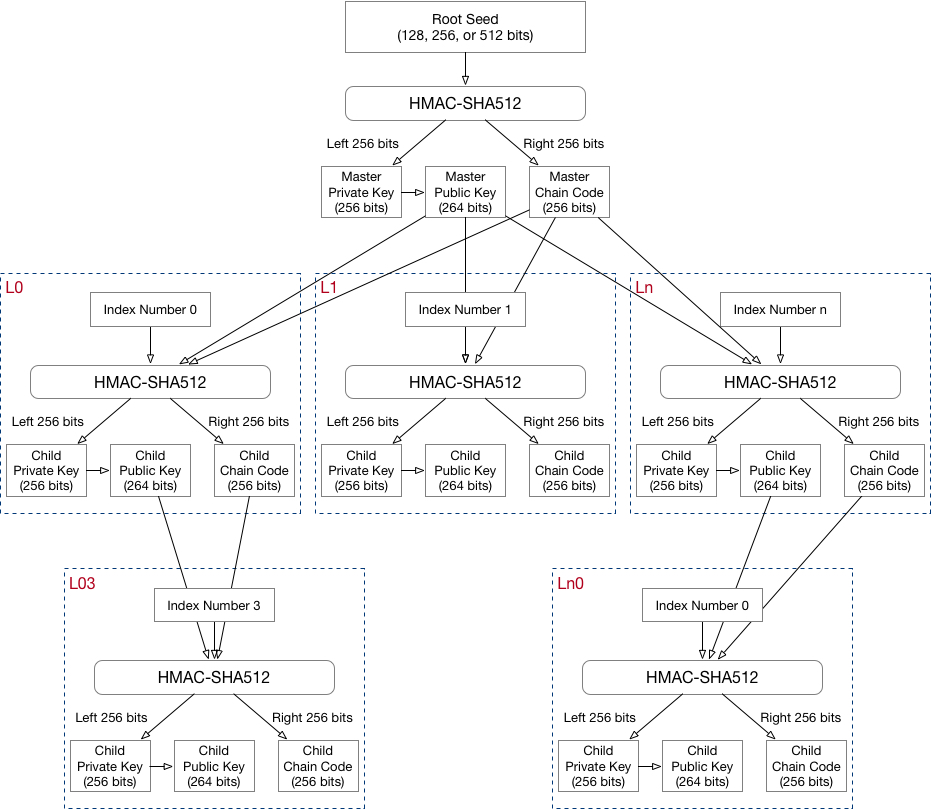 Root Seed
(128, 256, or 512 bits)
HMAC-SHA512
Left 256 bits
Right 256 bits
Master
Private Key
(256 bits)
Master
Public Key
(264 bits)
Master
Chain Code
(256 bits)
L0
Index Number 0
HMAC-SHA512
Left 256 bits
Right 256 bits
Child
Private Key
(256 bits)
Child
Public Key
(264 bits)
Child
Chain Code
(256 bits)
L1
Index Number 1
HMAC-SHA512
Left 256 bits
Right 256 bits
Child
Private Key
(256 bits)
Child
Public Key
(264 bits)
Child
Chain Code
(256 bits)
Ln
Index Number n
HMAC-SHA512
Left 256 bits
Right 256 bits
Child
Private Key
(256 bits)
Child
Public Key
(264 bits)
Child
Chain Code
(256 bits)
L03
Index Number 3
HMAC-SHA512
Left 256 bits
Right 256 bits
Child
Private Key
(256 bits)
Child
Public Key
(264 bits)
Child
Chain Code
(256 bits)
Ln0
Index Number 0
HMAC-SHA512
Left 256 bits
Right 256 bits
Child
Private Key
(256 bits)
Child
Public Key
(264 bits)
Child
Chain Code
(256 bits)